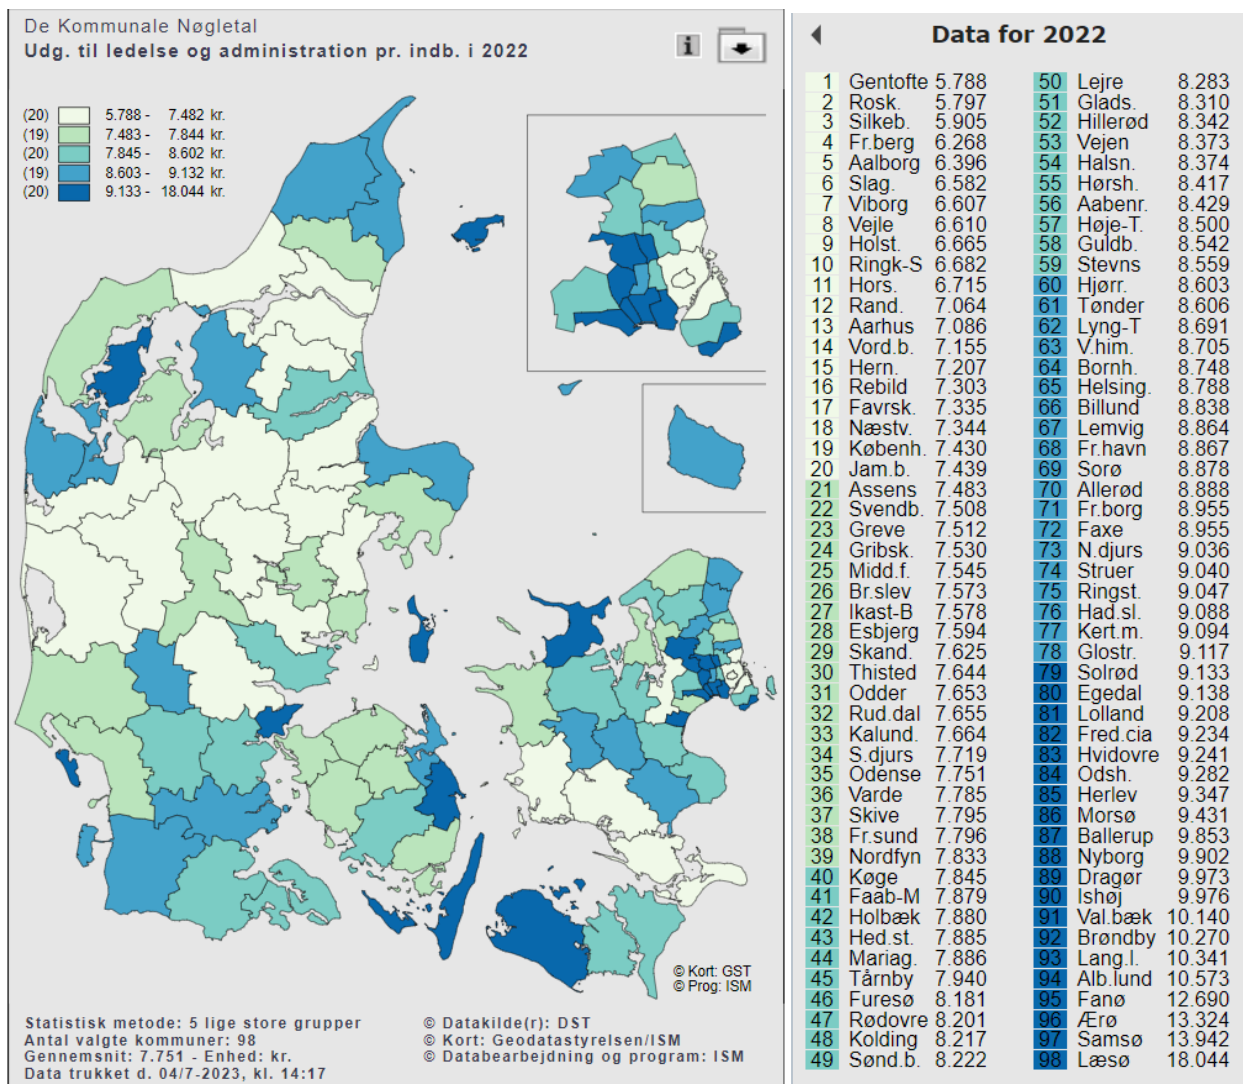 De Kommunale Nøgletal
Udg. til ledelse og administration pr. indb. i 2022
(20) 5.788 - 7.482 kr.
(19) 7.483 - 7.844 kr.
(20) 7.845 - 8.602 kr.
(19) 8.603 - 9.132 kr.
(20) 9.133 - 18.044 kr.
© Kort: GST
© Prog: ISM
Statistisk metode: 5 lige store grupper
Antal valgte kommuner: 98
Gennemsnit: 7.751 - Enhed: kr.
Data trukket d. 04/7-2023, kl. 14:17
© Datakilde(r): DST
© Kort: Geodatastyrelsen/ISM
© Databearbejdning og program: ISM
Data for 2022
1 Gentofte 5.788
2 Rosk. 5.797
3 Silkeb. 5.905
4 Fr.berg 6.268
5 Aalborg 6.396
6 Slag. 6.582
7 Viborg 6.607
8 Vejle 6.610
9 Holst. 6.665
10 Ringk-S 6.682
11 Hors. 6.715
12 Rand. 7.064
13 Aarhus 7.086
14 Vord.b. 7.155
15 Hern. 7.207
16 Rebild 7.303
17 Favrsk. 7.335
18 Næstv. 7.344
19 Københ. 7.430
20 Jam.b. 7.439
21 Assens 7.483
22 Svendb. 7.508
23 Greve 7.512
24 Gribsk. 7.530
25 Midd.f. 7.545
26 Br.slev 7.573
27 Ikast-B 7.578
28 Esbjerg 7.594
29 Skand. 7.625
30 Thisted 7.644
31 Odder 7.653
32 Rud.dal 7.655
33 Kalund. 7.664
34 S.djurs 7.719
35 Odense 7.751
36 Varde 7.785
37 Skive 7.795
38 Fr.sund 7.796
39 Nordfyn 7.833
40 Køge 7.845
41 Faab-M 7.879
42 Holbæk 7.880
43 Hed.st. 7.885
44 Mariag. 7.886
45 Tårnby 7.940
46 Furesø 8.181
47 Rødovre 8.201
48 Kolding 8.217
49 Sønd.b. 8.222
50 Lejre 8.283
51 Glads. 8.310
52 Hillerød 8.342
53 Vejen 8.373
54 Halsn. 8.374
55 Hørsh. 8.417
56 Aabenr. 8.429
57 Høje-T. 8.500
58 Guldb. 8.542
59 Stevns 8.559
60 Hjørr. 8.603
61 Tønder 8.606
62 Lyng-T 8.691
63 V.him. 8.705
64 Bornh. 8.748
65 Helsing. 8.788
66 Billund 8.838
67 Lemvig 8.864
68 Fr.havn 8.867
69 Sorø 8.878
70 Allerød 8.888
71 Fr.borg 8.955
72 Faxe 8.955
73 N.djurs 9.036
74 Struer 9.040
75 Ringst. 9.047
76 Had.sl. 9.088
77 Kert.m. 9.094
78 Glostr. 9.117
79 Solrød 9.133
80 Egedal 9.138
81 Lolland 9.208
82 Fred.cia 9.234
83 Hvidovre 9.241
84 Odsh. 9.282
85 Herlev 9.347
86 Morsø 9.431
87 Ballerup 9.853
88 Nyborg 9.902
89 Dragør 9.973
90 Ishøj 9.976
91 Val.bæk 10.140
92 Brøndby 10.270
93 Lang.l. 10.341
94 Alb.lund 10.573
95 Fanø 12.690
96 Ærø 13.324
97 Samsø 13.942
98 Læsø 18.044